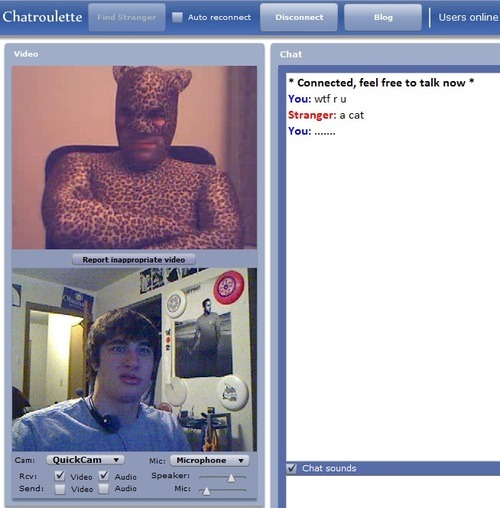 Chatroulette Find Stranger Auto reconnect Disconnect Blog Users online
Video
Report inappropriate video
Cam: QuickCam Mic: Microphone
Rcv: Video Audio Speaker:
Send: Video Audio Mic:
Chat
* Connected, feel free to talk now *
You: wtf r u
Stranger: a cat
You: .......
Chat sounds